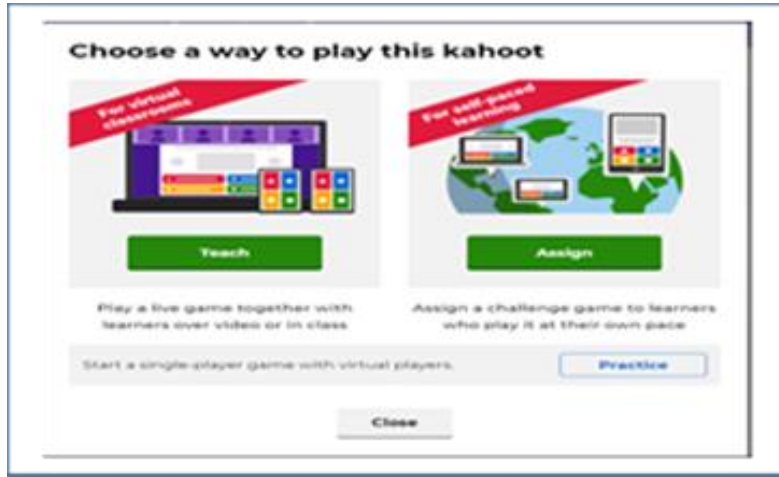 Choose a way to play this kahoot
For virtual
classrooms
For self-paced
learning
Teach
Assign
Play a live game together with
learners over video or in class
Assign a challenge game to learners
who play it at their own pace
Start a single-player game with virtual players.
Practice
Close